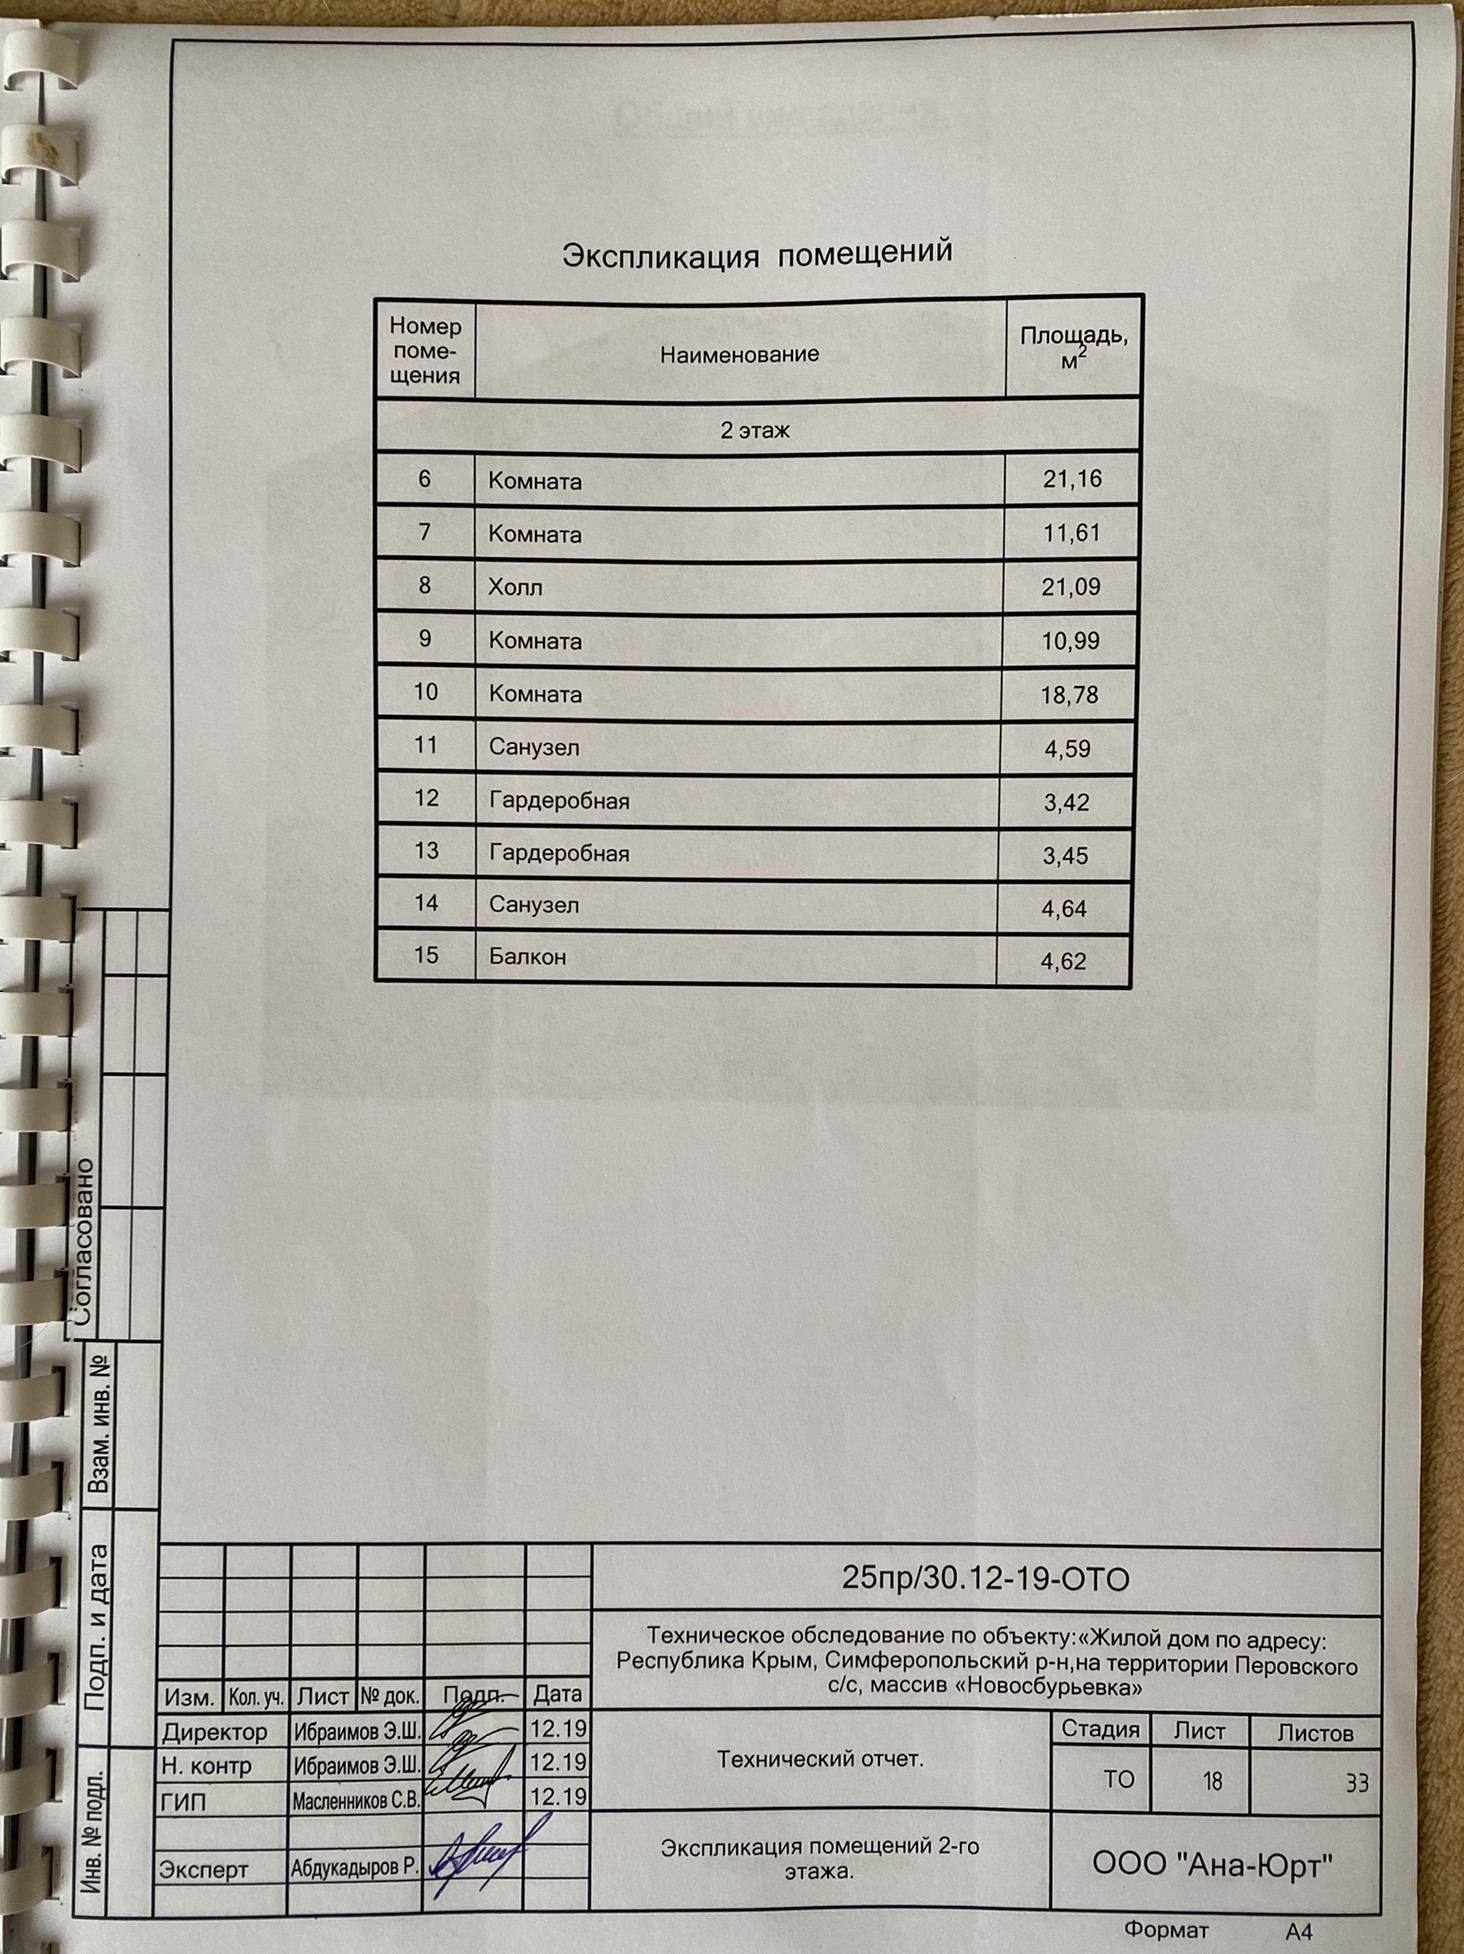 Экспликация помещений
Номер
поме-
щения
Наименование
Площадь,
м2
2 этаж
6 Комната 21,16
7 Комната 11,61
8 Холл 21,09
9 Комната 10,99
10 Комната 18,78
11 Санузел 4,59
12 Гардеробная 3,42
13 Гардеробная 3,45
14 Санузел 4,64
15 Балкон 4,62
Согласовано
Взам. инв. №
Подп. и дата
Инв. № подл.
25пр/30.12-19-ОТО
Техническое обследование по объекту:«Жилой дом по адресу:
Республика Крым, Симферопольский р-н,на территории Перовского
с/с, массив «Новосбурьевка»
Изм. Кол. уч. Лист № док. Подп. Дата
Директор Ибраимов Э.Ш. 12.19
Н. контр Ибраимов Э.Ш. 12.19
ГИП Масленников С.В. 12.19
Эксперт Абдукадыров Р.
Технический отчет.
Стадия Лист Листов
ТО 18 33
Экспликация помещений 2-го
этажа.
ООО "Ана-Юрт"
Формат А4